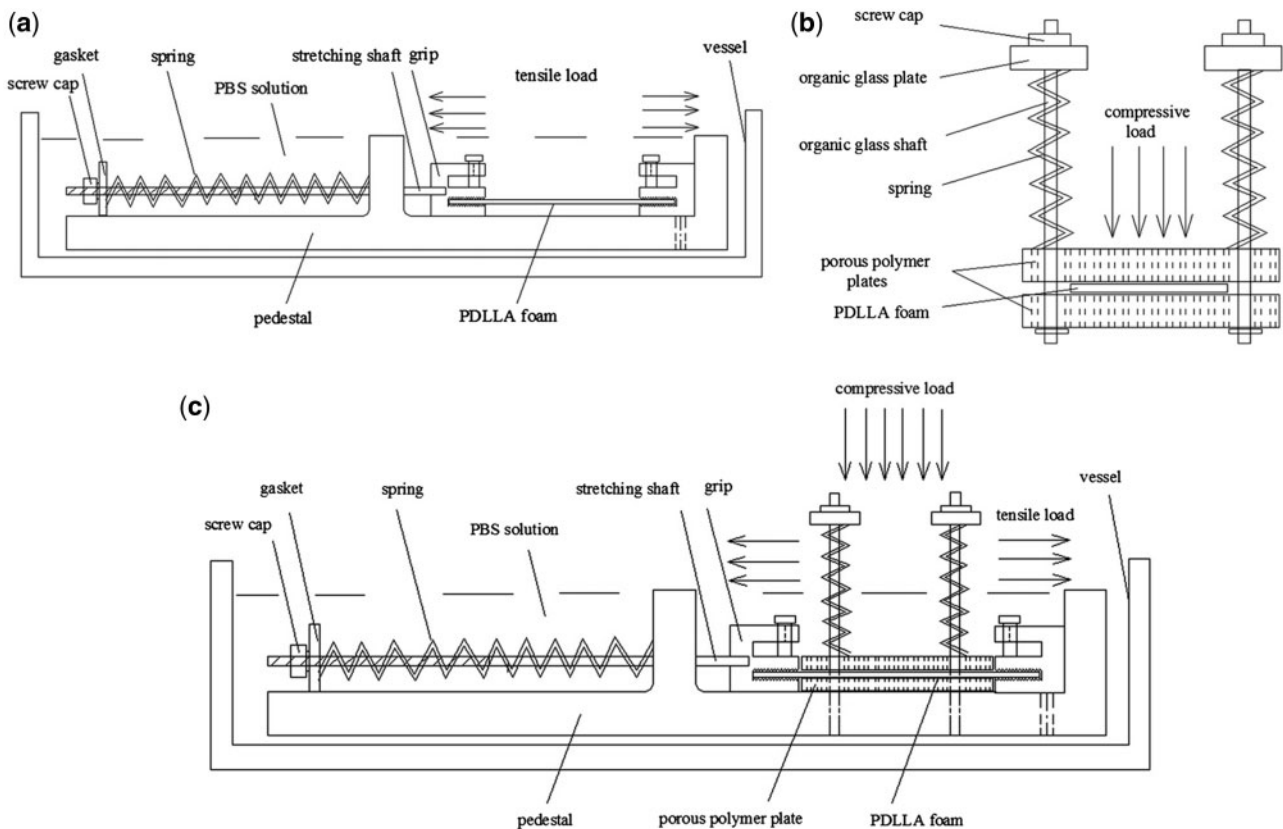 (a)
gasket
spring
stretching shaft
grip
vessel
screw cap
PBS solution
tensile load
pedestal
PDLLA foam
(b)
screw cap
organic glass plate
compressive
load
organic glass shaft
spring
porous polymer
plates
PDLLA foam
(c)
compressive load
gasket
spring
stretching shaft
grip
vessel
screw cap
PBS solution
tensile load
pedestal
porous polymer plate
PDLLA foam